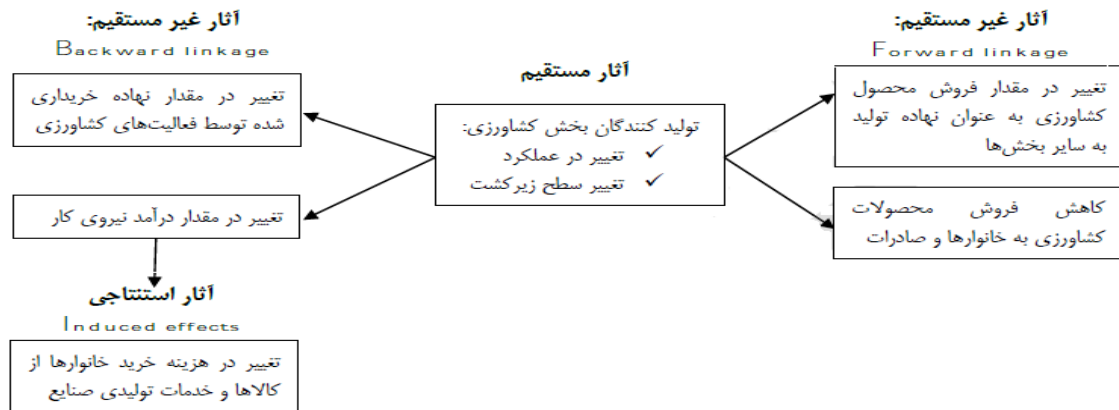 آثار غیر مستقیم:
Forward linkage
تغییر در مقدار فروش محصول
کشاورزی به عنوان نهاده تولید
به سایر بخش‌ها
کاهش فروش محصولات
کشاورزی به خانوارها و صادرات
آثار مستقیم
تولید کنندگان بخش کشاورزی:
✓ تغییر در عملکرد
✓ تغییر سطح زیرکشت
آثار غیر مستقیم:
Backward linkage
تغییر در مقدار نهاده خریداری
شده توسط فعالیت‌های کشاورزی
تغییر در مقدار درآمد نیروی کار
آثار استنتاجی
Induced effects
تغییر در هزینه خرید خانوارها از
کالاها و خدمات تولیدی صنایع